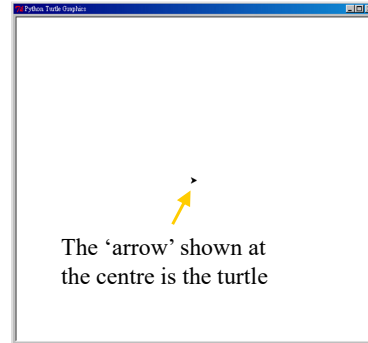 Python Turtle Graphics
The ‘arrow’ shown at
the centre is the turtle